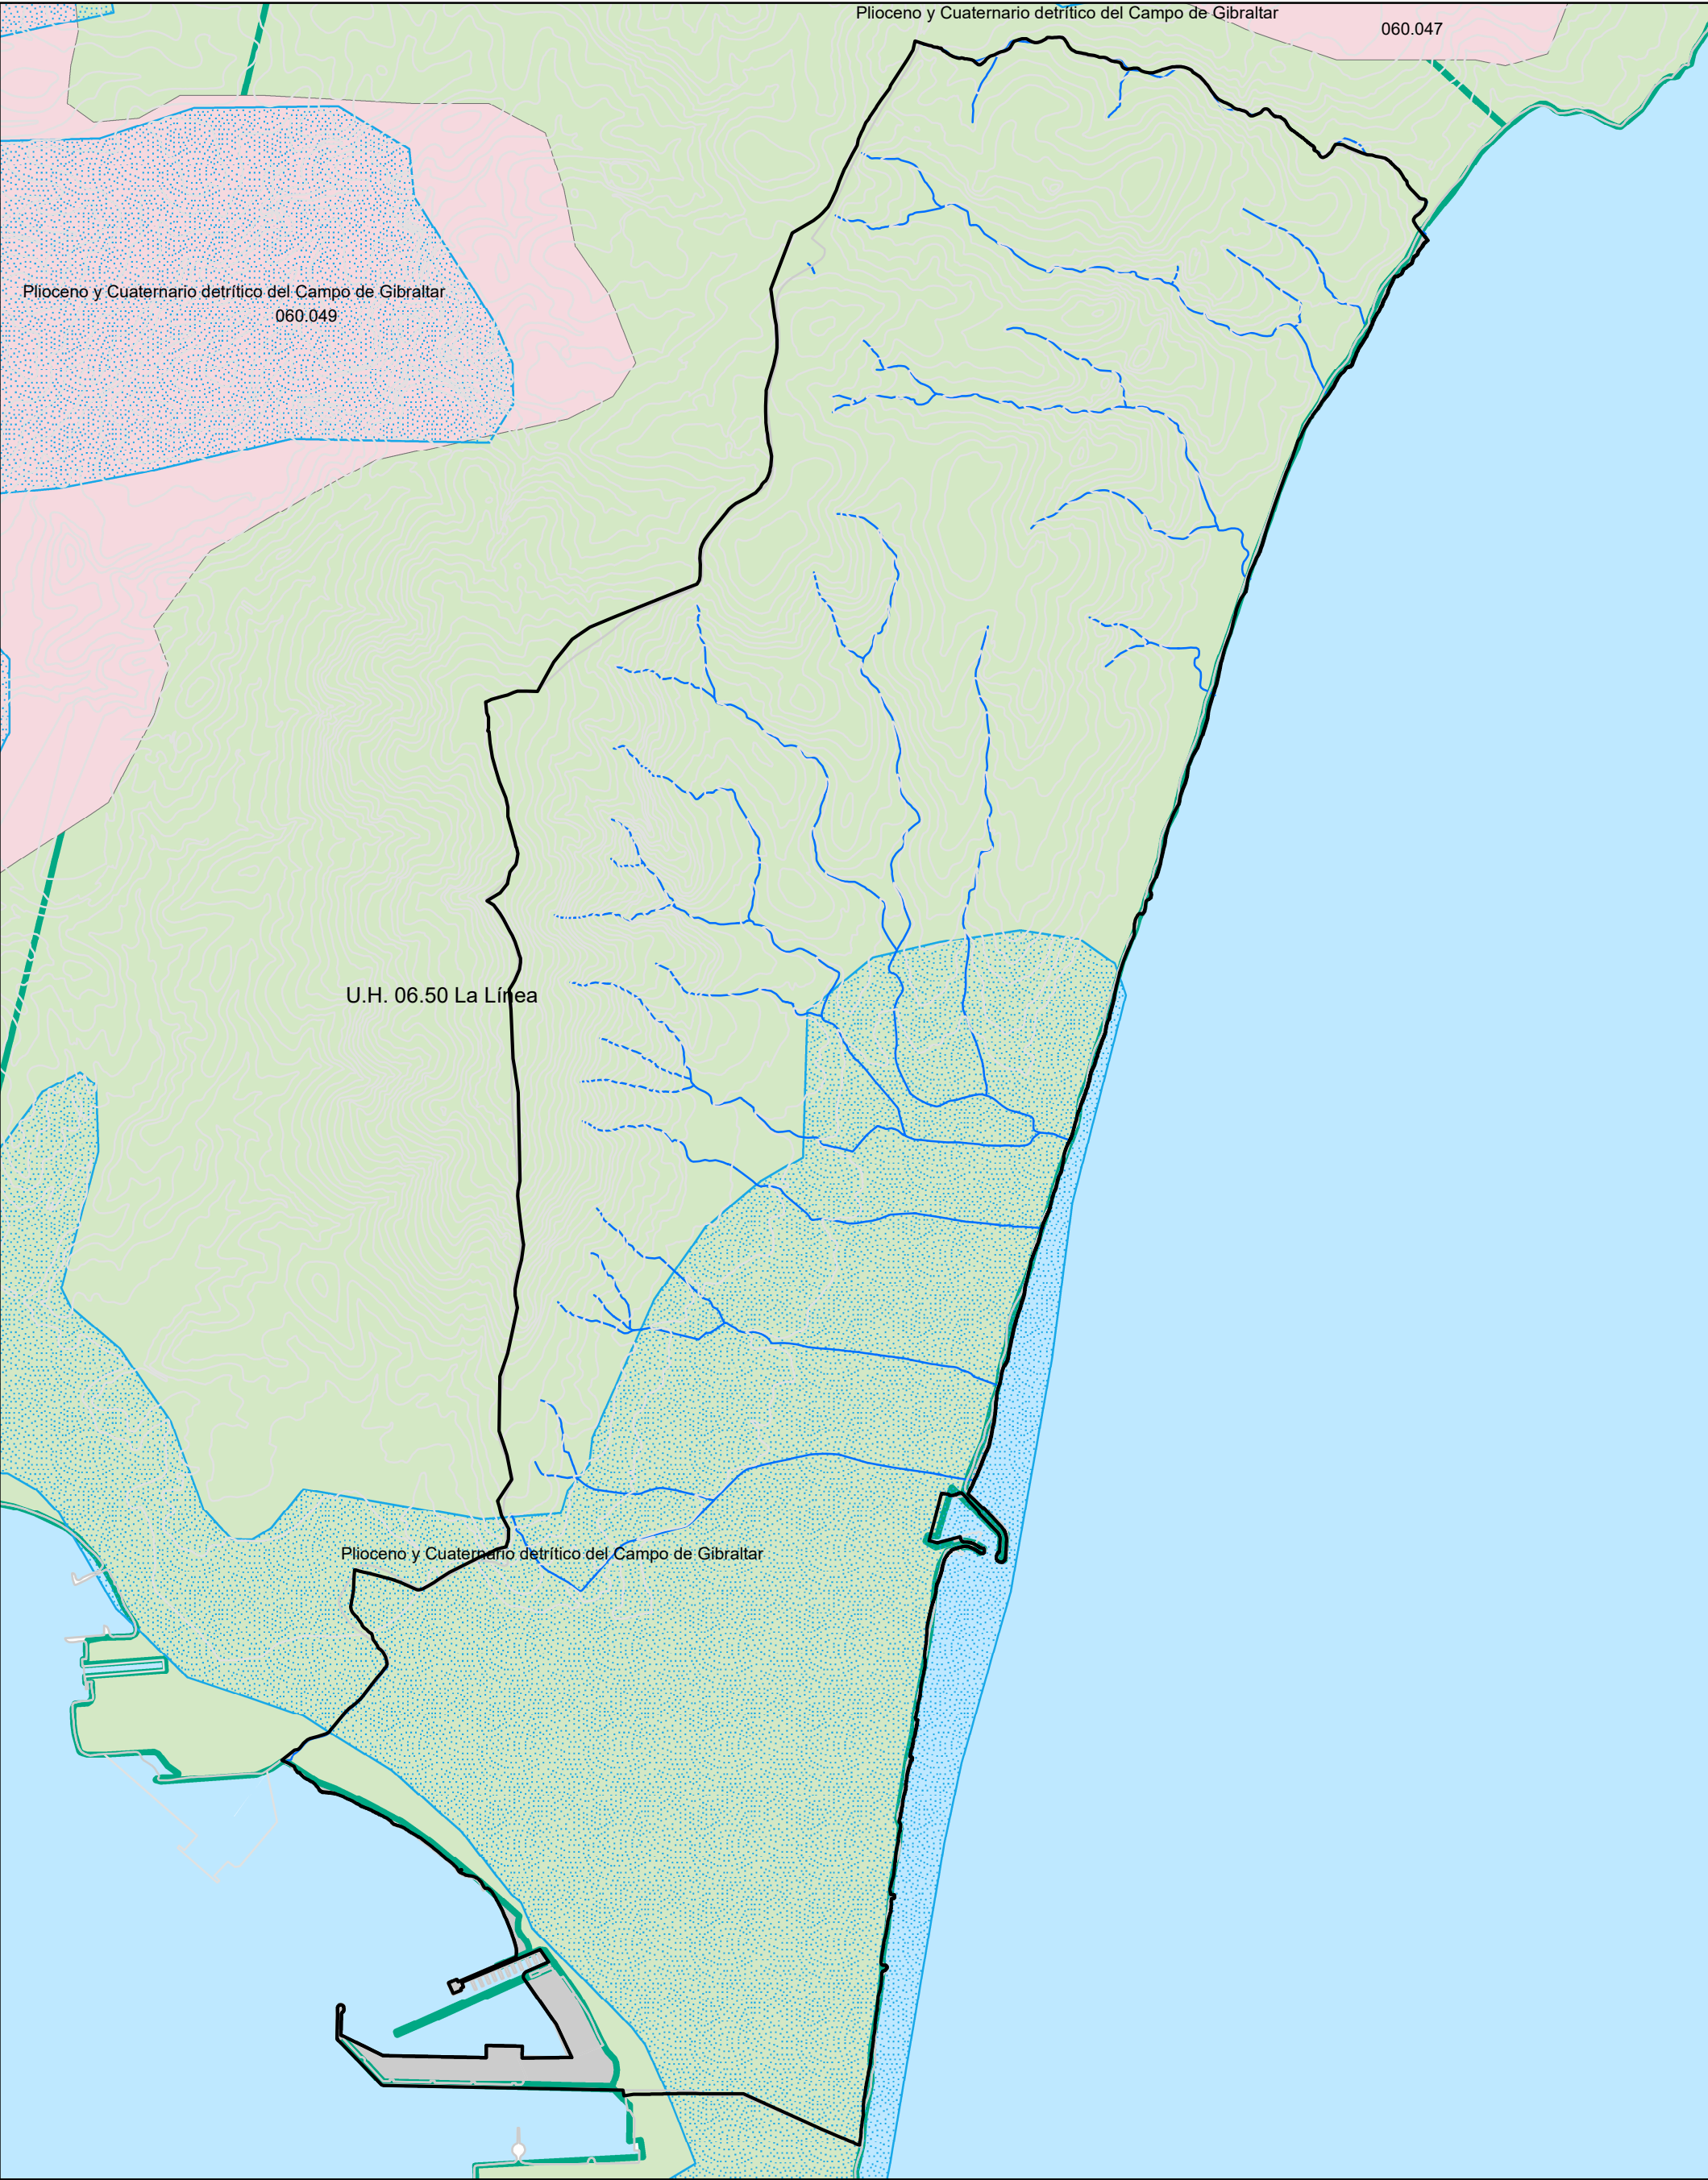 Plioceno y Cuaternario detrítico del Campo de Gibraltar
060.047
Plioceno y Cuaternario detrítico del Campo de Gibraltar
060.049
U.H. 06.50 La Línea
Plioceno y Cuaternario detrítico del Campo de Gibraltar